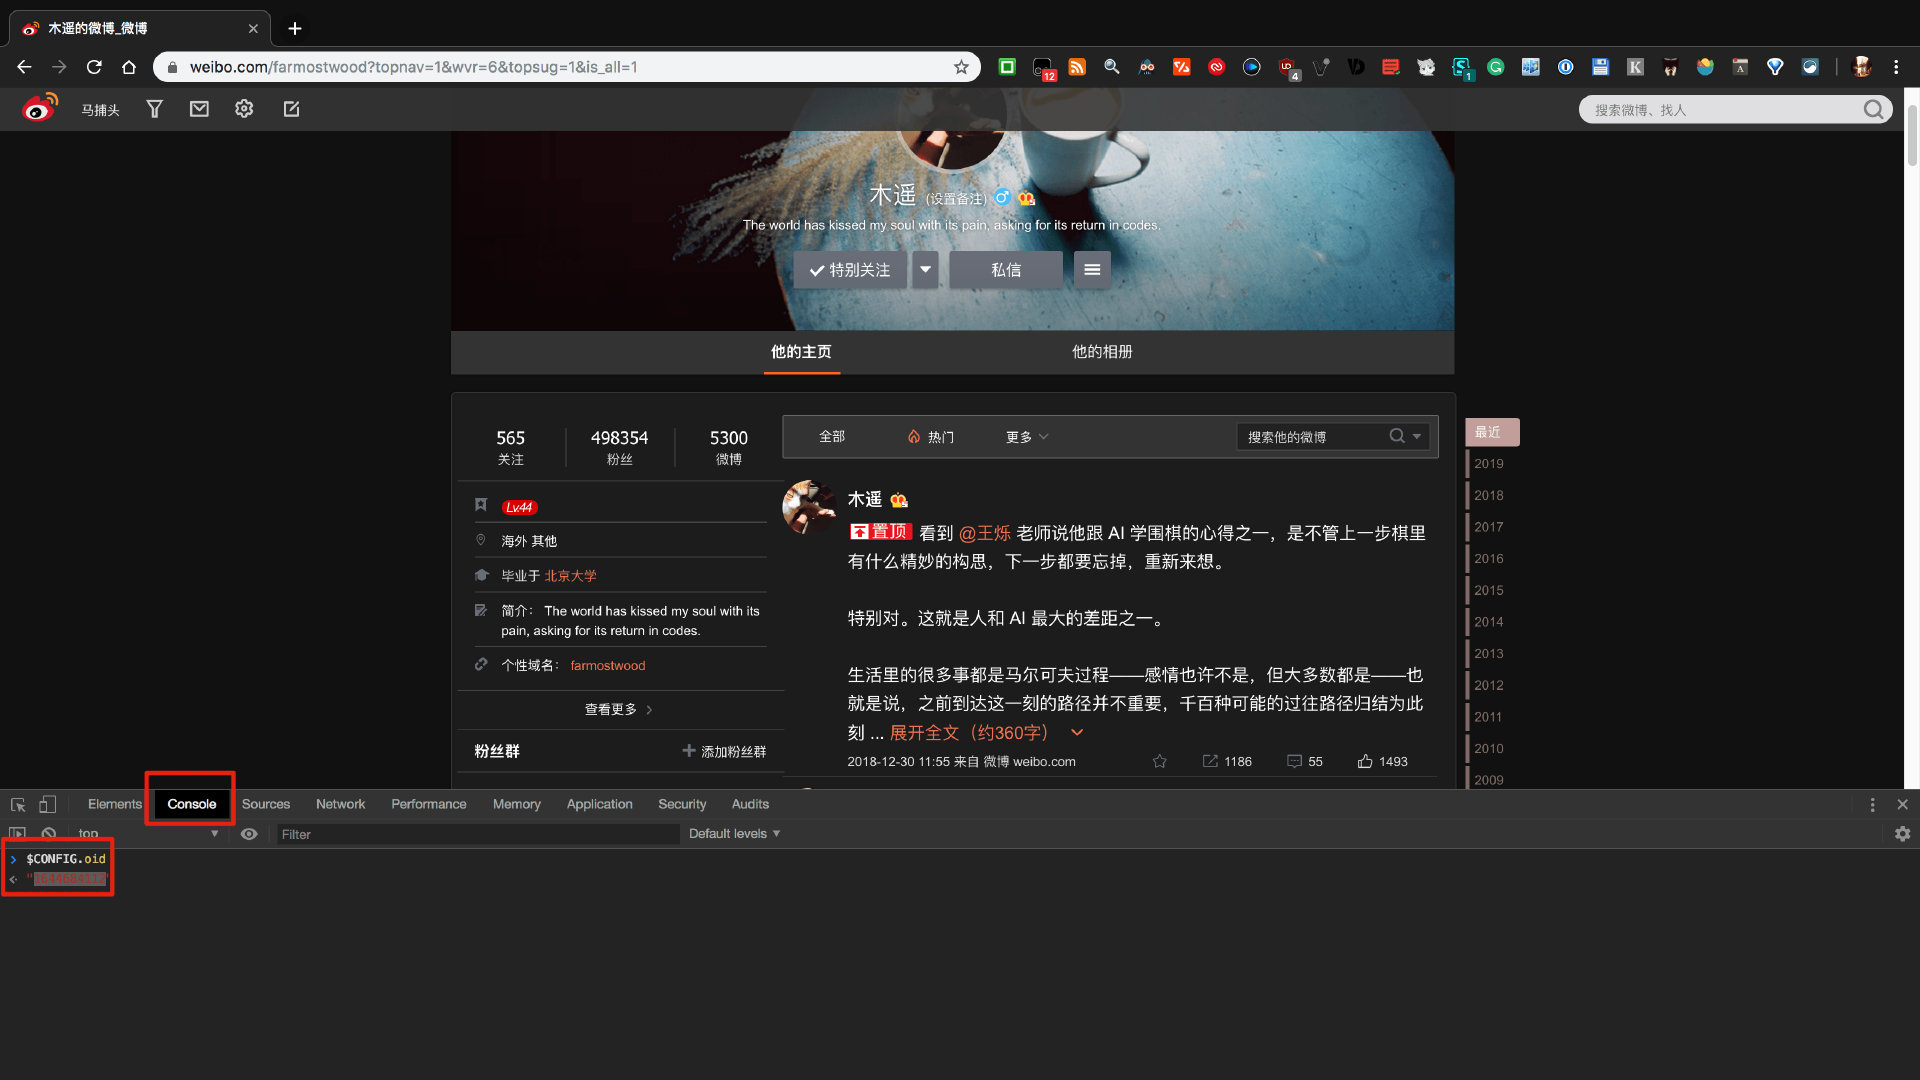 木遥的微博_微博
weibo.com/farmostwood?topnav=1&wvr=6&topsug=1&is_all=1
12
4
1
马捕头
搜索微博、找人
木遥 (设置备注)
The world has kissed my soul with its pain, asking for its return in codes.
特别关注
私信
他的主页
他的相册
565
关注
498354
粉丝
5300
微博
全部
热门
更多
搜索他的微博
最近
2019
2018
2017
2016
2015
2014
2013
2012
2011
2010
2009
Lv.44
海外 其他
毕业于 北京大学
简介： The world has kissed my soul with its
pain, asking for its return in codes.
个性域名： farmostwood
查看更多
粉丝群
添加粉丝群
木遥
置顶 看到 @王烁 老师说他跟 AI 学围棋的心得之一，是不管上一步棋里
有什么精妙的构思，下一步都要忘掉，重新来想。
特别对。这就是人和 AI 最大的差距之一。
生活里的很多事都是马尔可夫过程——感情也许不是，但大多数都是——也
就是说，之前到达这一刻的路径并不重要，千百种可能的过往路径归结为此
刻 ... 展开全文（约360字）
2018-12-30 11:55 来自 微博 weibo.com
1186
55
1493
Elements
Console
Sources
Network
Performance
Memory
Application
Security
Audits
top
Filter
Default levels
$CONFIG.oid